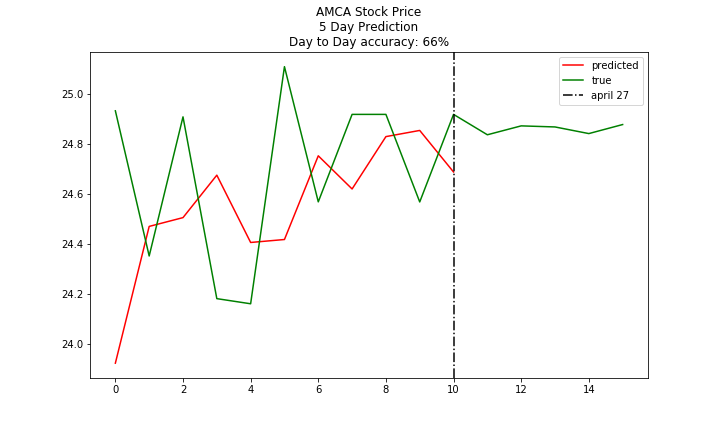 AMCA Stock Price
5 Day Prediction
Day to Day accuracy: 66%
predicted
true
april 27
25.0
24.8
24.6
24.4
24.2
24.0
0 2 4 6 8 10 12 14